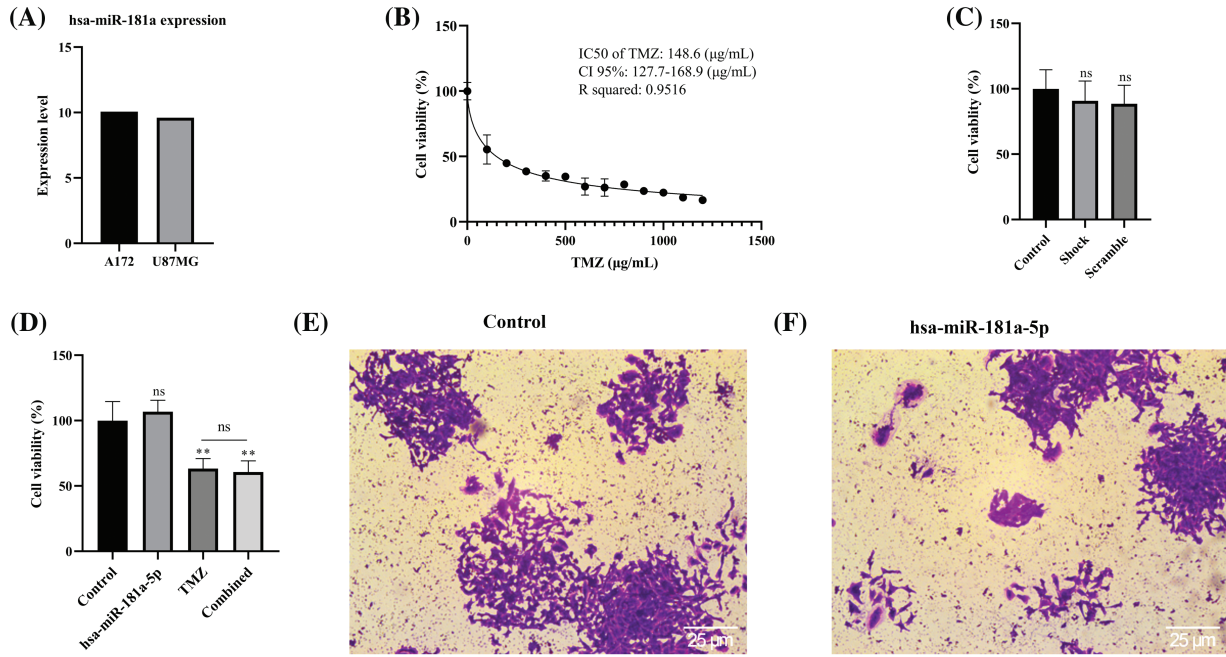 (A)
hsa-miR-181a expression
15
10
5
0
Expression level
A172 U87MG
(B)
IC50 of TMZ: 148.6 (μg/mL)
CI 95%: 127.7-168.9 (μg/mL)
R squared: 0.9516
150
100
50
0
Cell viability (%)
0 500 1000 1500
TMZ (μg/mL)
(C)
150
100
50
0
Cell viablity (%)
ns ns
Control Shock Scramble
(D)
150
100
50
0
Cell viability (%)
ns
ns
** **
Control hsa-miR-181a-5p TMZ Combined
(E)
Control
25 μm
(F)
hsa-miR-181a-5p
25 μm